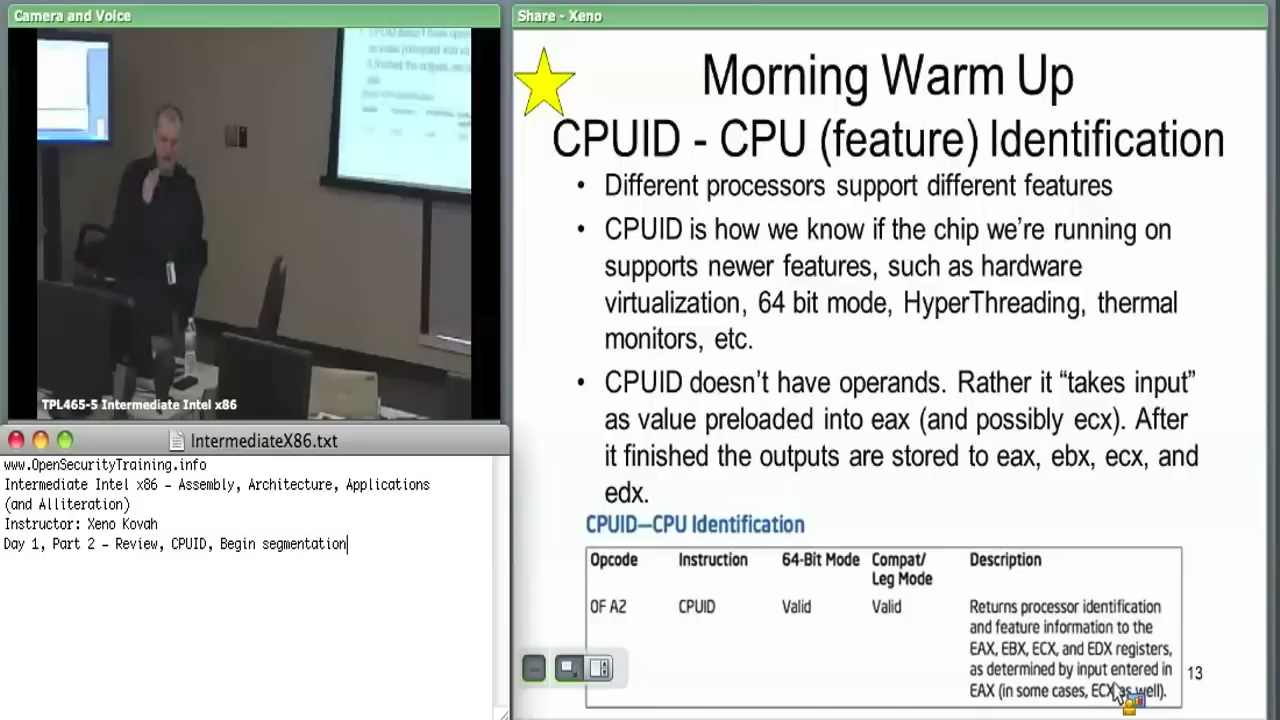 Camera and Voice
TPL465-5 Intermediate Intel x86
IntermediateX86.txt
www.OpenSecurityTraining.info
Intermediate Intel x86 – Assembly, Architecture, Applications
(and Alliteration)
Instructor: Xeno Kovah
Day 1, Part 2 – Review, CPUID, Begin segmentation
Share - Xeno
Morning Warm Up
CPUID - CPU (feature) Identification
• Different processors support different features
• CPUID is how we know if the chip we're running on
supports newer features, such as hardware
virtualization, 64 bit mode, HyperThreading, thermal
monitors, etc.
• CPUID doesn't have operands. Rather it “takes input”
as value preloaded into eax (and possibly ecx). After
it finished the outputs are stored to eax, ebx, ecx, and
edx.
CPUID—CPU Identification
Opcode Instruction 64-Bit Mode Compat/
Leg Mode Description
0F A2 CPUID Valid Valid Returns processor identification
and feature information to the
EAX, EBX, ECX, and EDX registers,
as determined by input entered in
EAX (in some cases, ECX as well).
13